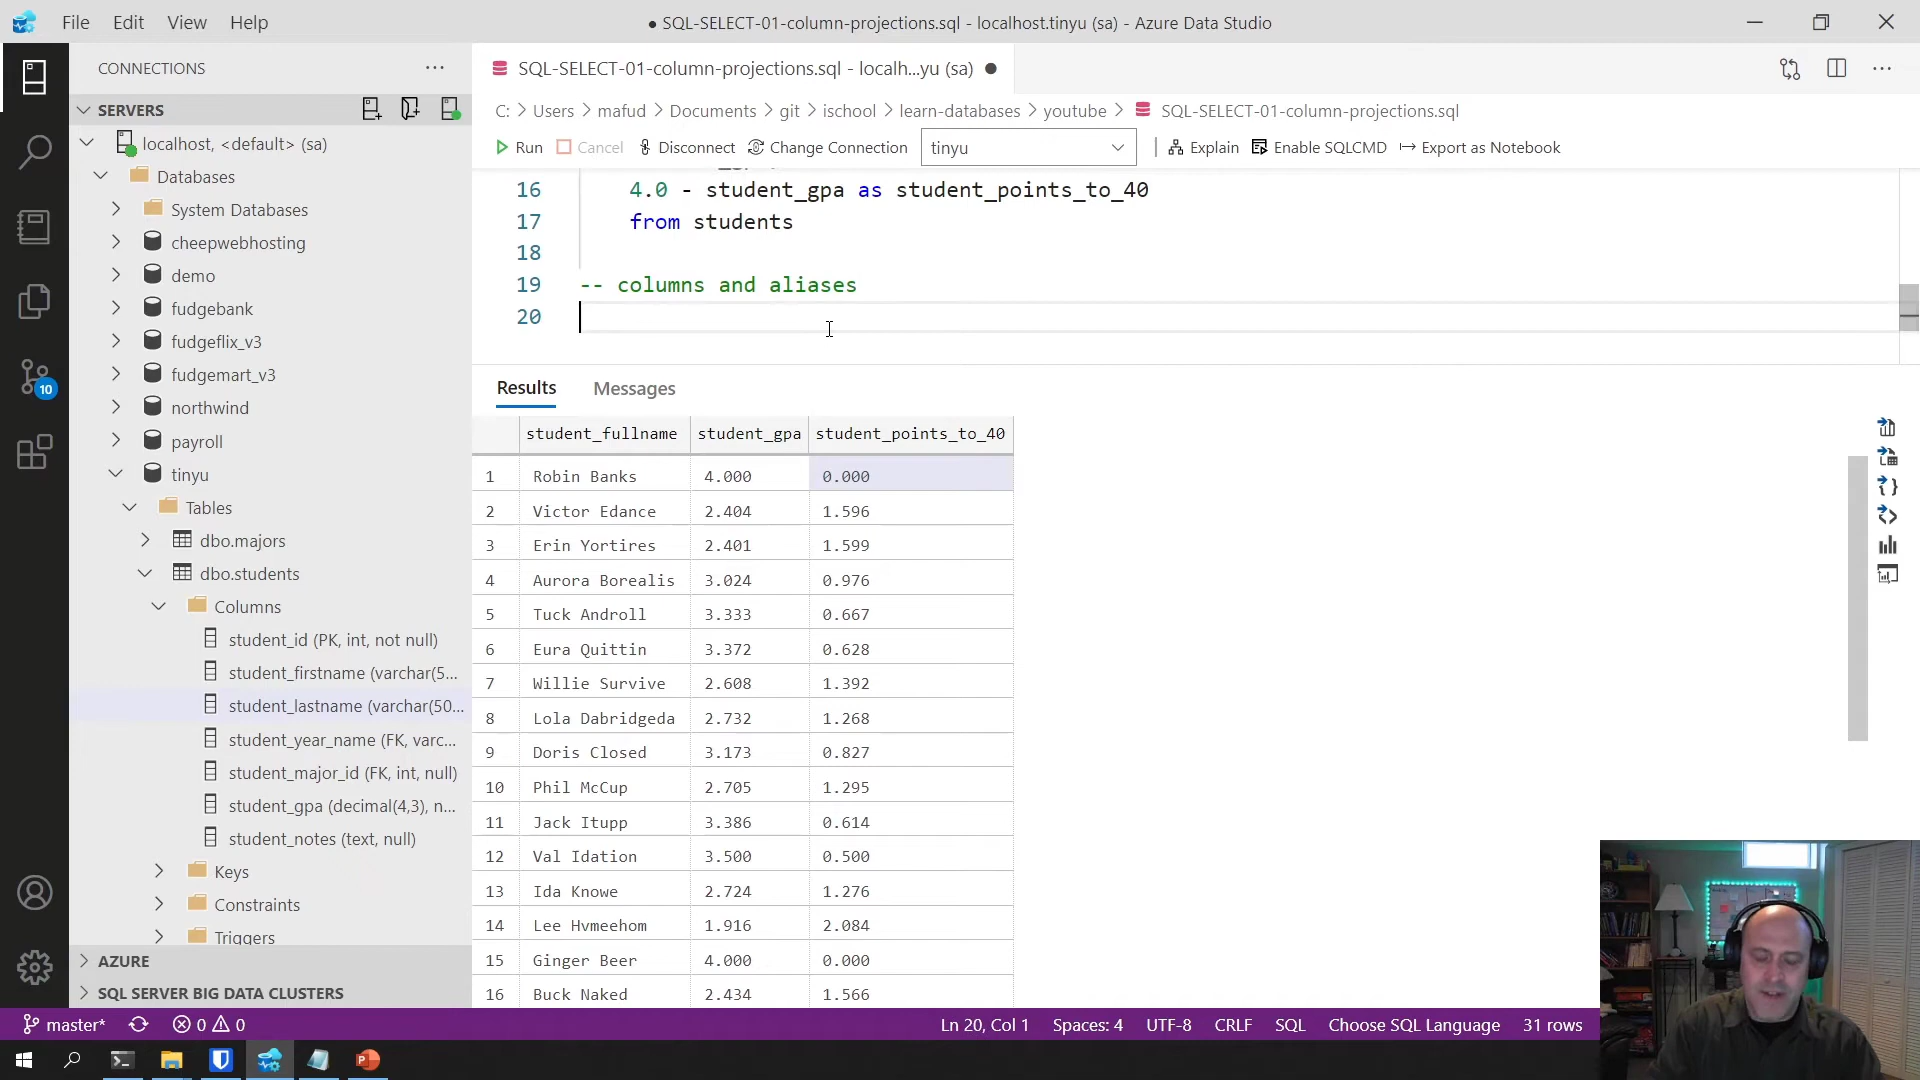 File Edit View Help
● SQL-SELECT-01-column-projections.sql - localhost.tinyu (sa) - Azure Data Studio
CONNECTIONS
SQL-SELECT-01-column-projections.sql - localh...yu (sa) ●
SERVERS
C: > Users > mafud > Documents > git > ischool > learn-databases > youtube > SQL-SELECT-01-column-projections.sql
Run Cancel Disconnect Change Connection tinyu Explain Enable SQLCMD Export as Notebook
localhost, <default> (sa)
Databases
System Databases
cheepwebhosting
demo
fudgebank
fudgeflix_v3
fudgemart_v3
northwind
payroll
tinyu
Tables
dbo.majors
dbo.students
Columns
student_id (PK, int, not null)
student_firstname (varchar(5...
student_lastname (varchar(50...
student_year_name (FK, varc...
student_major_id (FK, int, null)
student_gpa (decimal(4,3), n...
student_notes (text, null)
Keys
Constraints
Triggers
AZURE
SQL SERVER BIG DATA CLUSTERS
10
16 4.0 - student_gpa as student_points_to_40
17 from students
18
19 -- columns and aliases
20
Results Messages
student_fullname student_gpa student_points_to_40
1 Robin Banks 4.000 0.000
2 Victor Edance 2.404 1.596
3 Erin Yortires 2.401 1.599
4 Aurora Borealis 3.024 0.976
5 Tuck Androll 3.333 0.667
6 Eura Quittin 3.372 0.628
7 Willie Survive 2.608 1.392
8 Lola Dabridgeda 2.732 1.268
9 Doris Closed 3.173 0.827
10 Phil McCup 2.705 1.295
11 Jack Itupp 3.386 0.614
12 Val Idation 3.500 0.500
13 Ida Knowe 2.724 1.276
14 Lee Hvmeehom 1.916 2.084
15 Ginger Beer 4.000 0.000
16 Buck Naked 2.434 1.566
master* 0 0 Ln 20, Col 1 Spaces: 4 UTF-8 CRLF SQL Choose SQL Language 31 rows